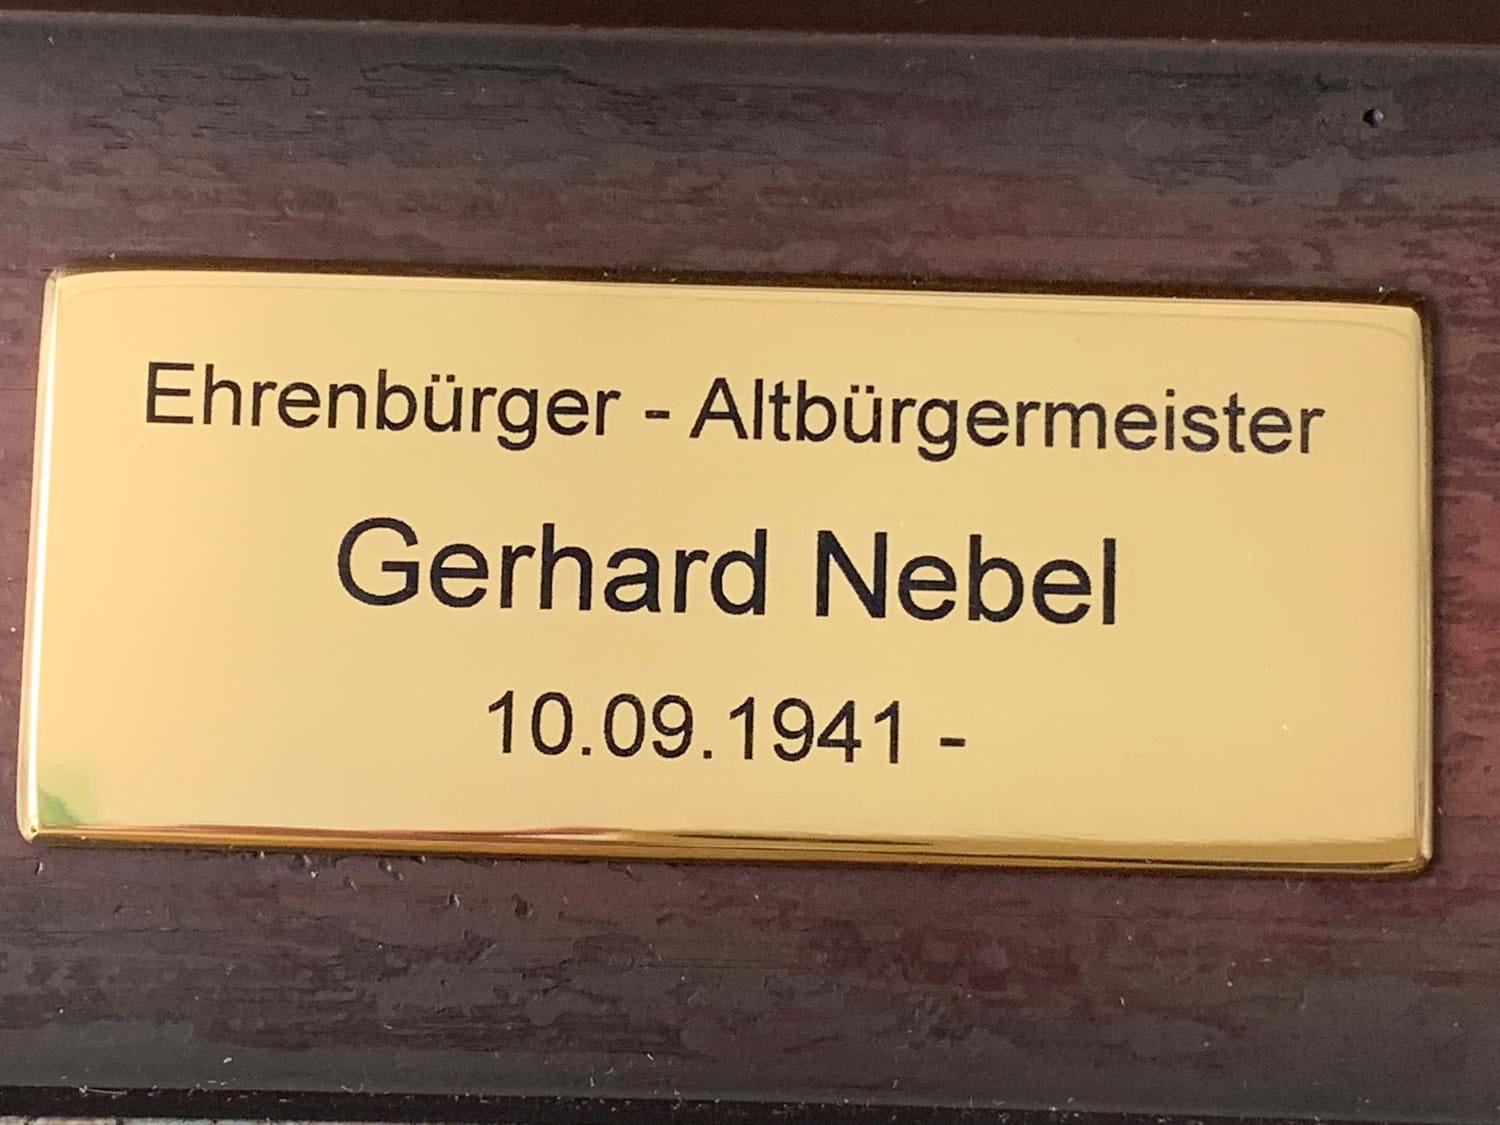 Ehrenbürger - Altbürgermeister
Gerhard Nebel
10.09.1941 -